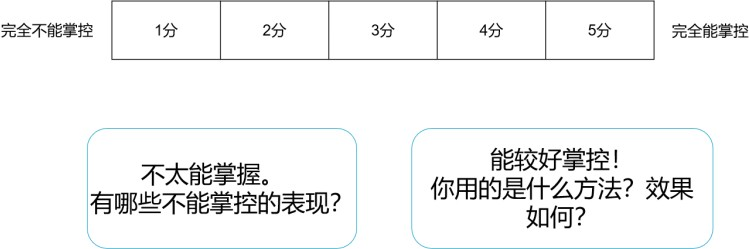 完全不能掌控 1分 2分 3分 4分 5分 完全能掌控
不太能掌握。
有哪些不能掌控的表现？
能较好掌控！
你用的是什么方法？效果
如何？